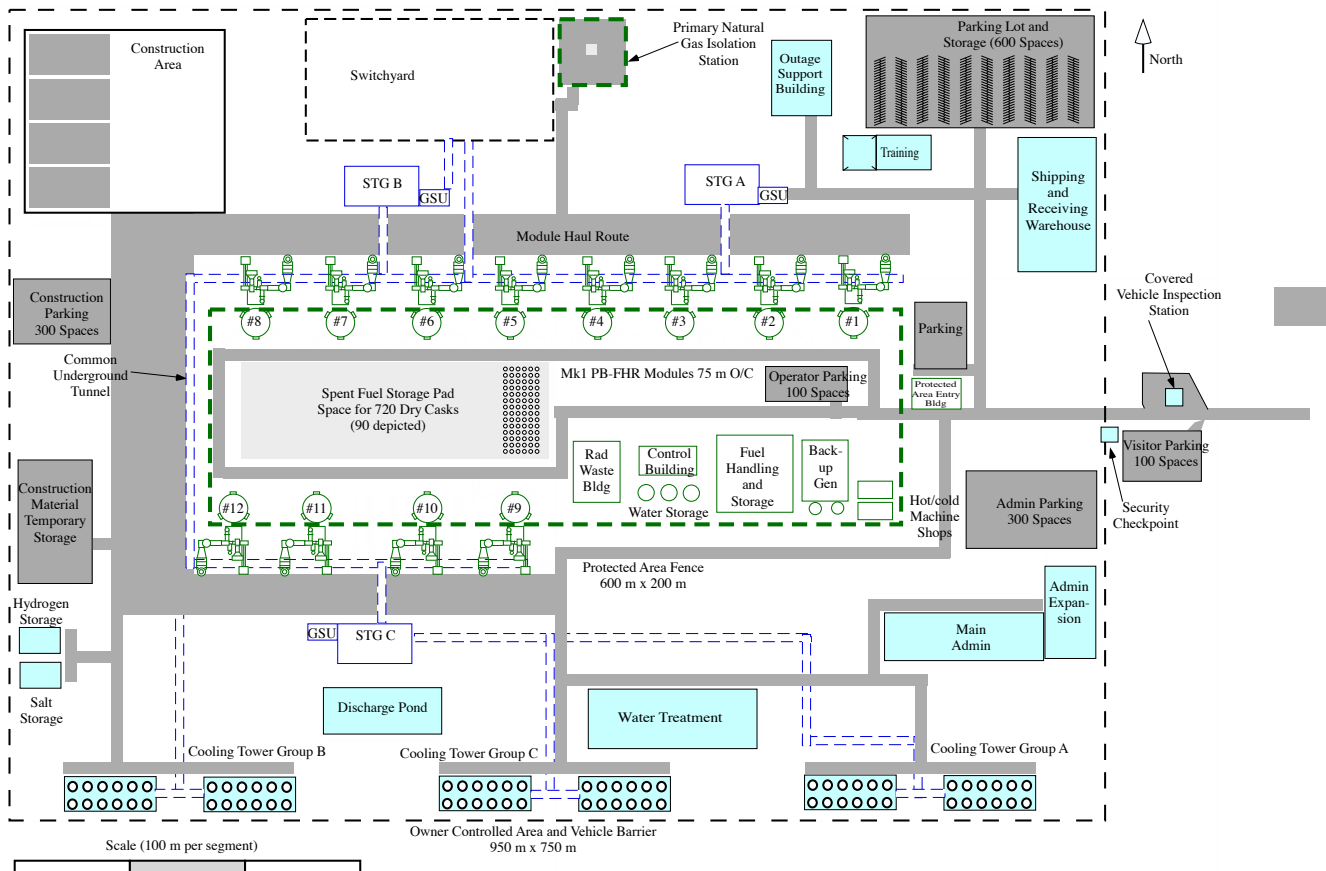 Construction
Area
Switchyard
Primary Natural
Gas Isolation
Station
Outage
Support
Building
Parking Lot and
Storage (600 Spaces)
North
Training
Shipping
and
Receiving
Warehouse
STG B
GSU
STG A
GSU
Module Haul Route
Covered
Vehicle Inspection
Station
Construction
Parking
300 Spaces
#8
#7
#6
#5
#4
#3
#2
#1
Parking
Common
Underground
Tunnel
Spent Fuel Storage Pad
Space for 720 Dry Casks
(90 depicted)
Mk1 PB-FHR Modules 75 m O/C
Operator Parking
100 Spaces
Protected
Area Entry
Bldg
Visitor Parking
100 Spaces
Rad
Waste
Bldg
Control
Building
Water Storage
Fuel
Handling
and
Storage
Back-
up
Gen
Hot/cold
Machine
Shops
Admin Parking
300 Spaces
Security
Checkpoint
Construction
Material
Temporary
Storage
#12
#11
#10
#9
Protected Area Fence
600 m x 200 m
Hydrogen
Storage
Salt
Storage
GSU
STG C
Main
Admin
Admin
Expan-
sion
Discharge Pond
Water Treatment
Cooling Tower Group B
Cooling Tower Group C
Cooling Tower Group A
Owner Controlled Area and Vehicle Barrier
950 m x 750 m
Scale (100 m per segment)